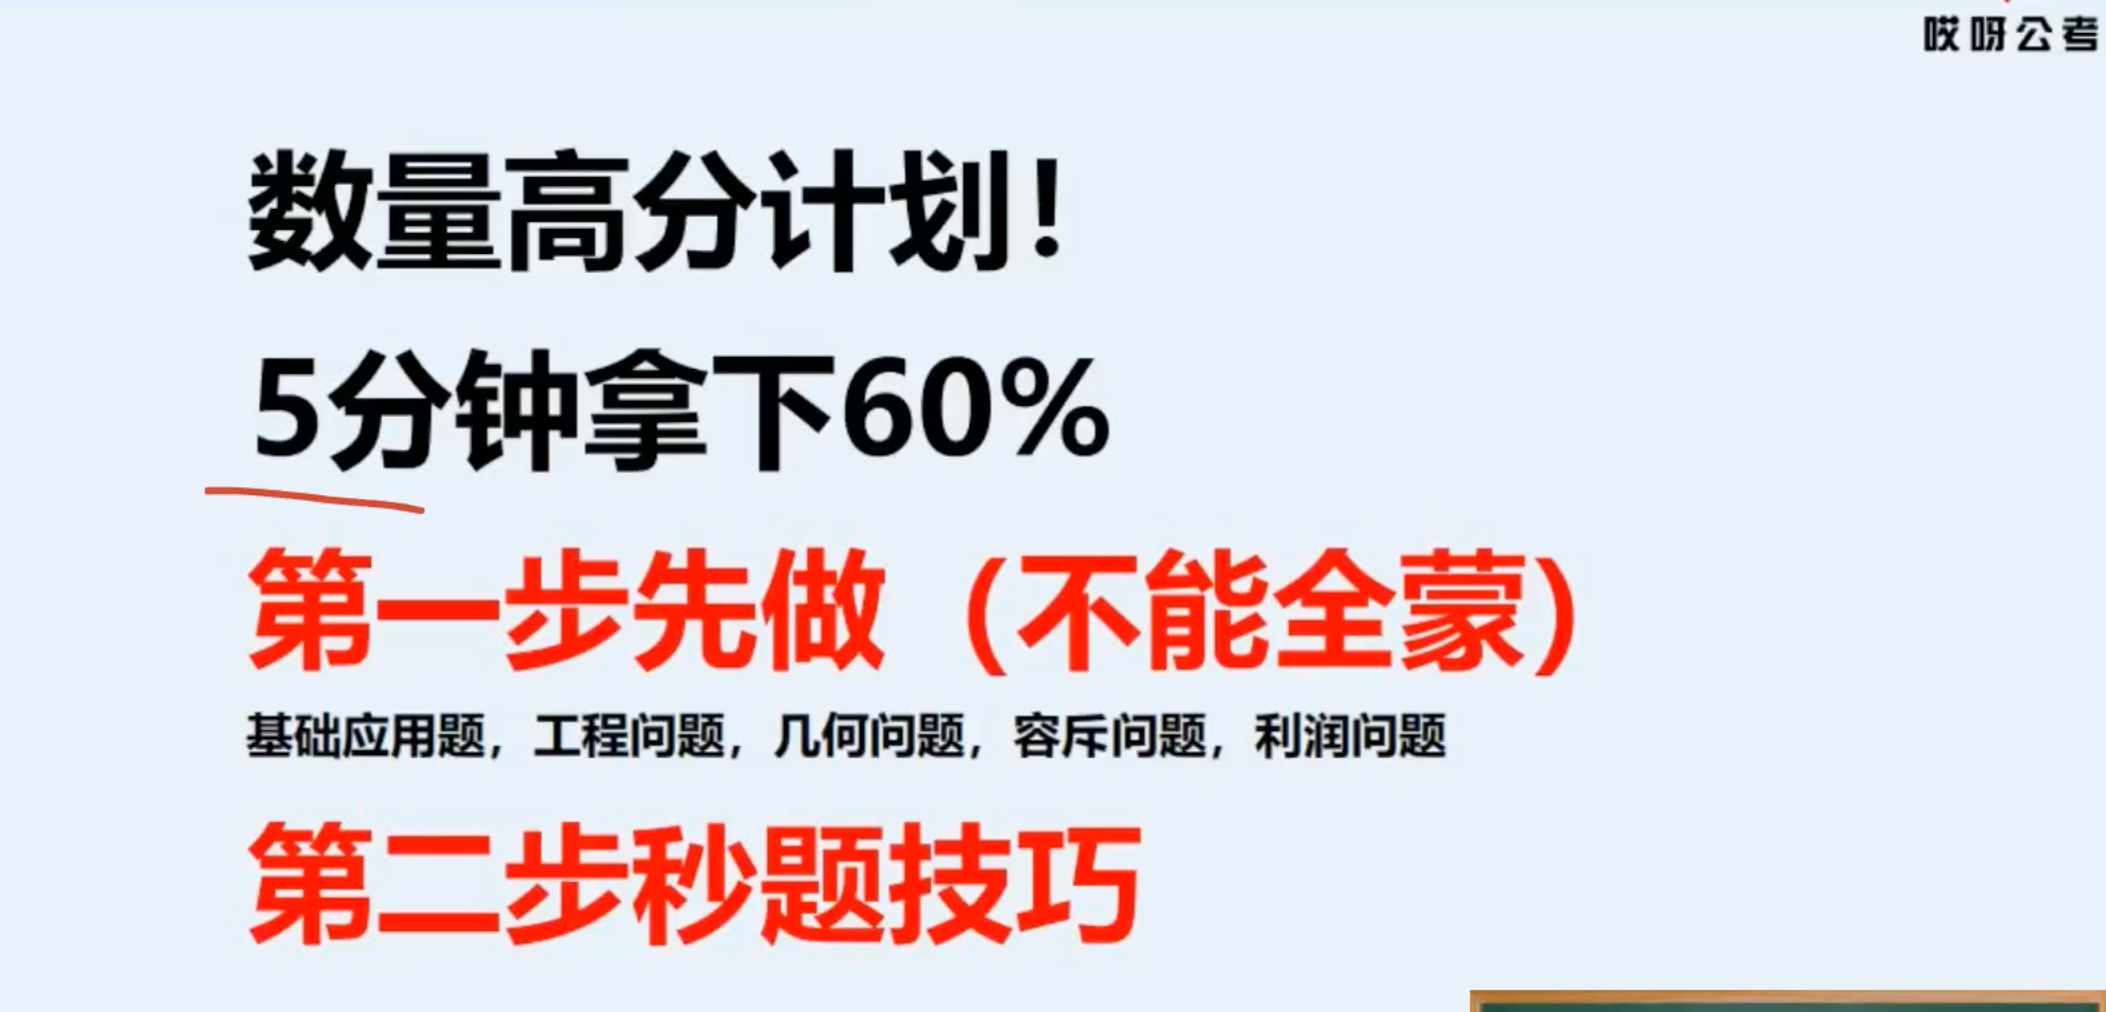 哎呀公考
数量高分计划！
5分钟拿下60%
第一步先做（不能全蒙）
基础应用题，工程问题，几何问题，容斥问题，利润问题
第二步秒题技巧